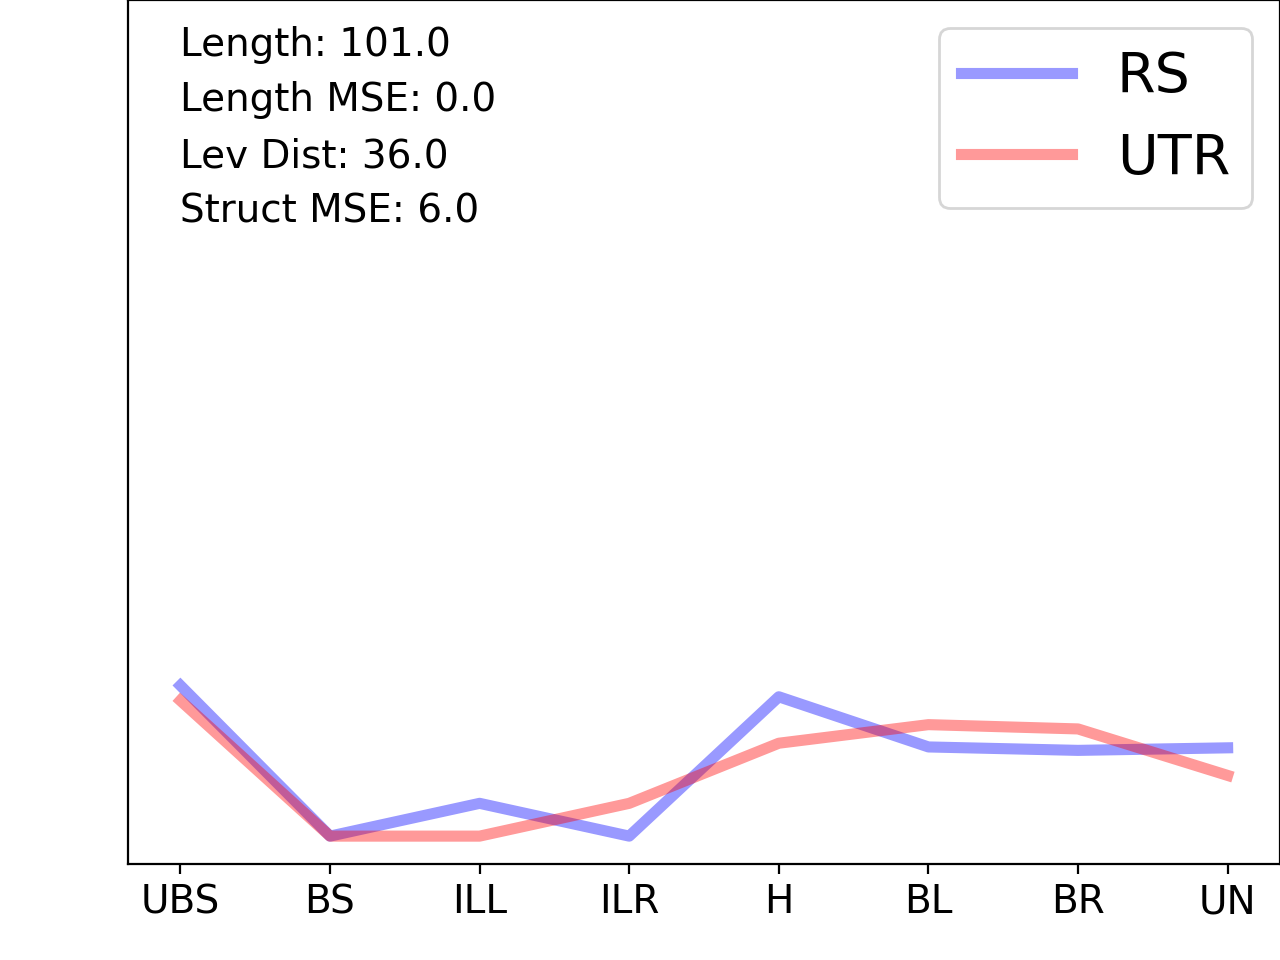 Length: 101.0
Length MSE: 0.0
Lev Dist: 36.0
Struct MSE: 6.0
RS
UTR
UBS BS ILL ILR H BL BR UN